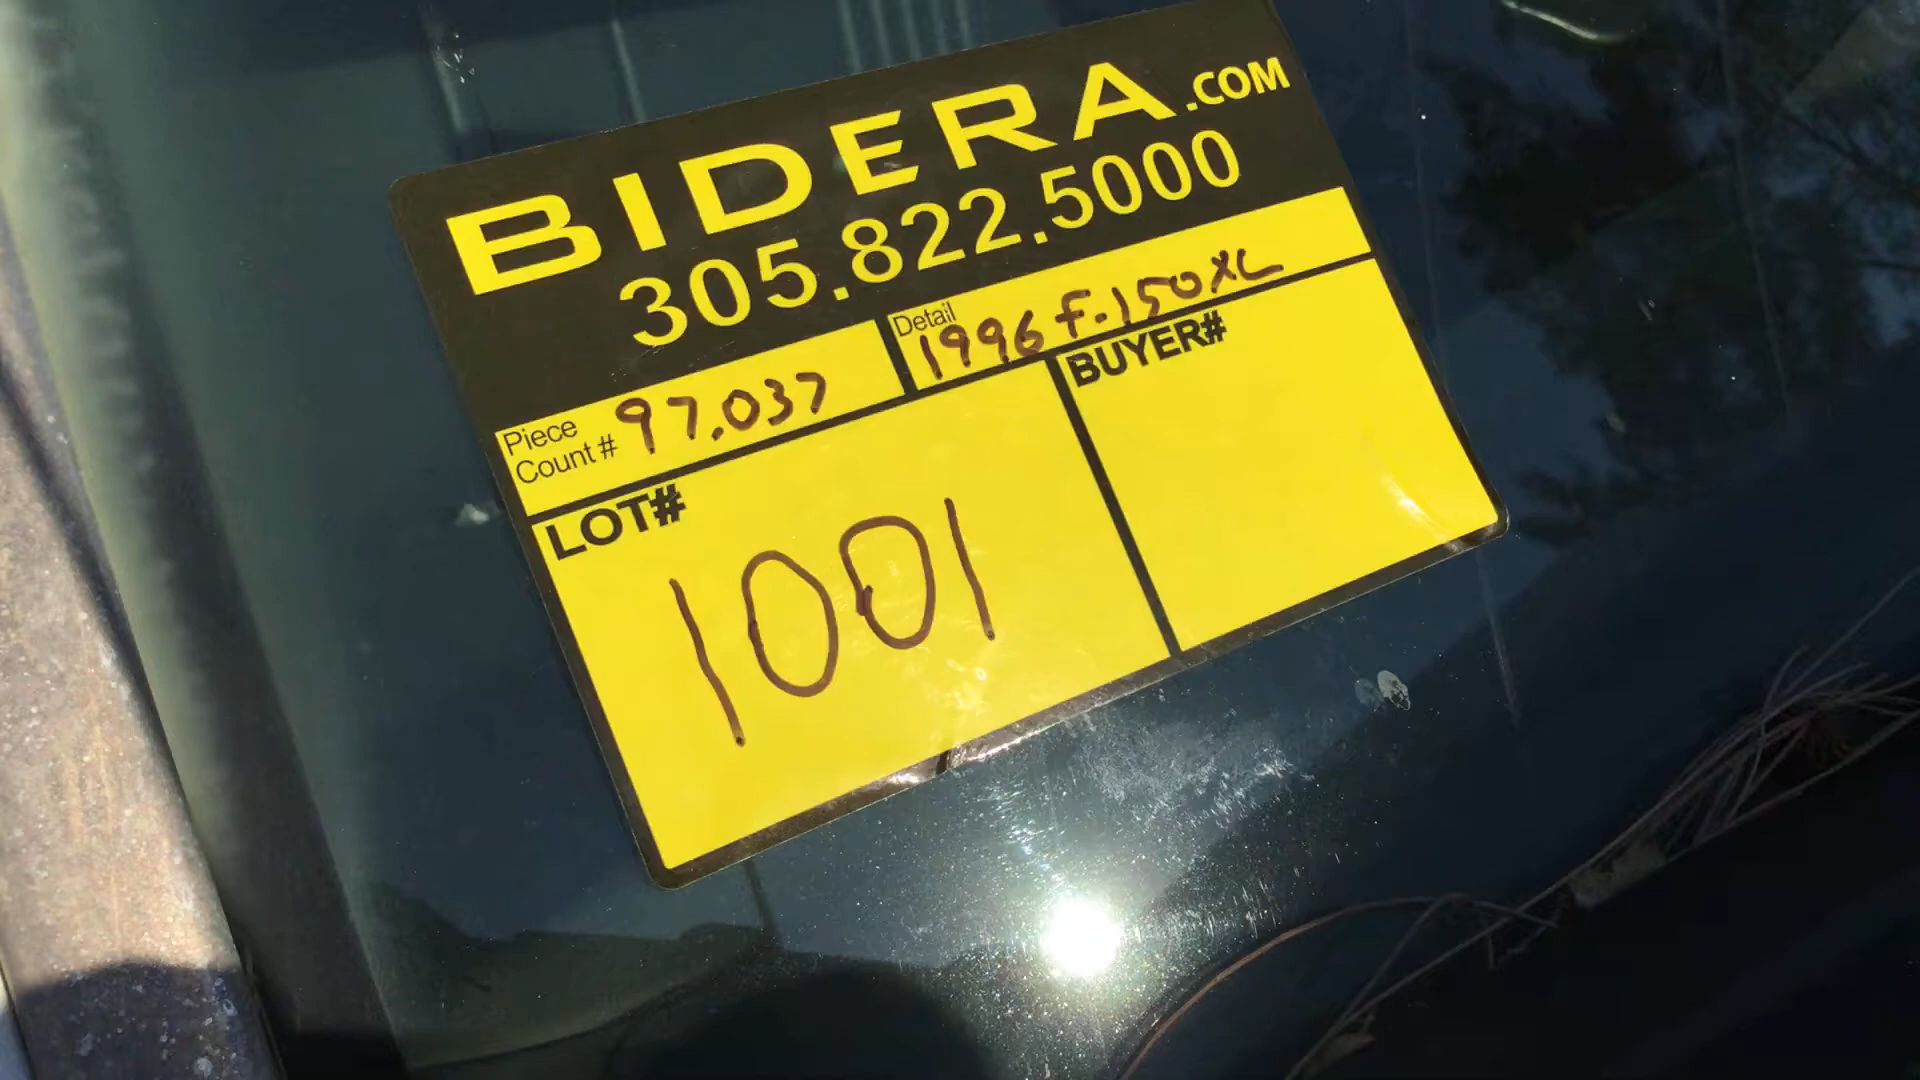 BIDERA.COM
305.822.5000
Piece Count # 97.037
Detail 1996 F-150 XL
LOT# 1001
BUYER#